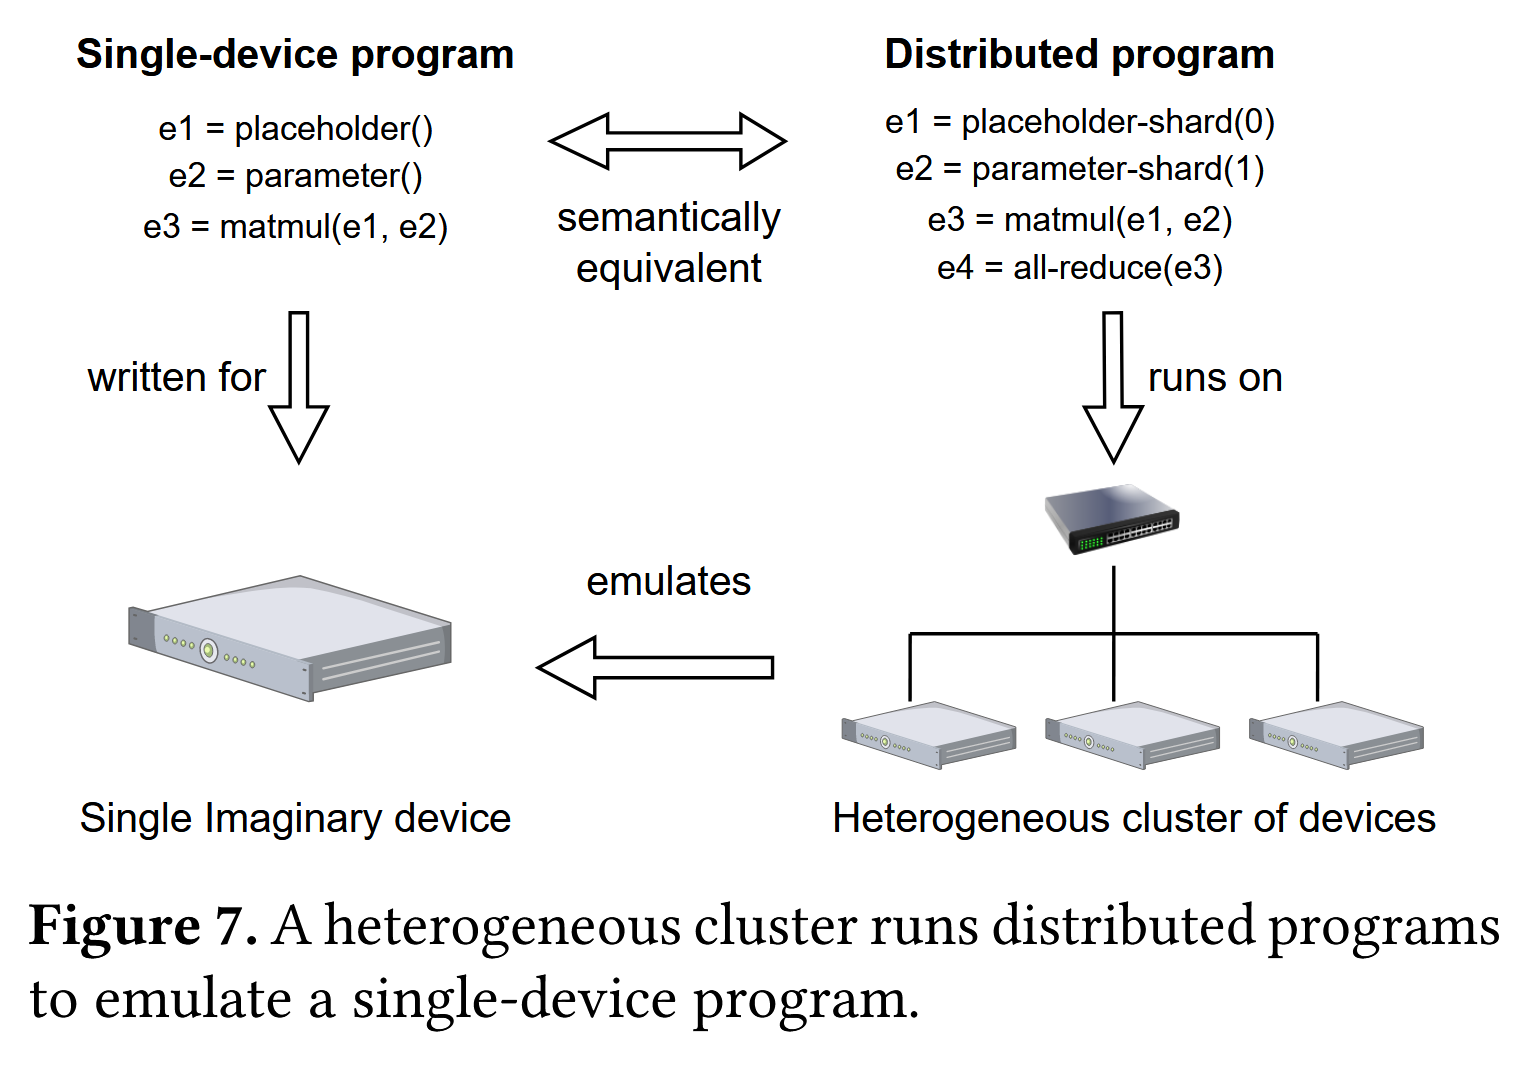 Single-device program
e1 = placeholder()
e2 = parameter()
e3 = matmul(e1, e2)
semantically
equivalent
Distributed program
e1 = placeholder-shard(0)
e2 = parameter-shard(1)
e3 = matmul(e1, e2)
e4 = all-reduce(e3)
written for
runs on
emulates
Single Imaginary device
Heterogeneous cluster of devices
Figure 7. A heterogeneous cluster runs distributed programs
to emulate a single-device program.